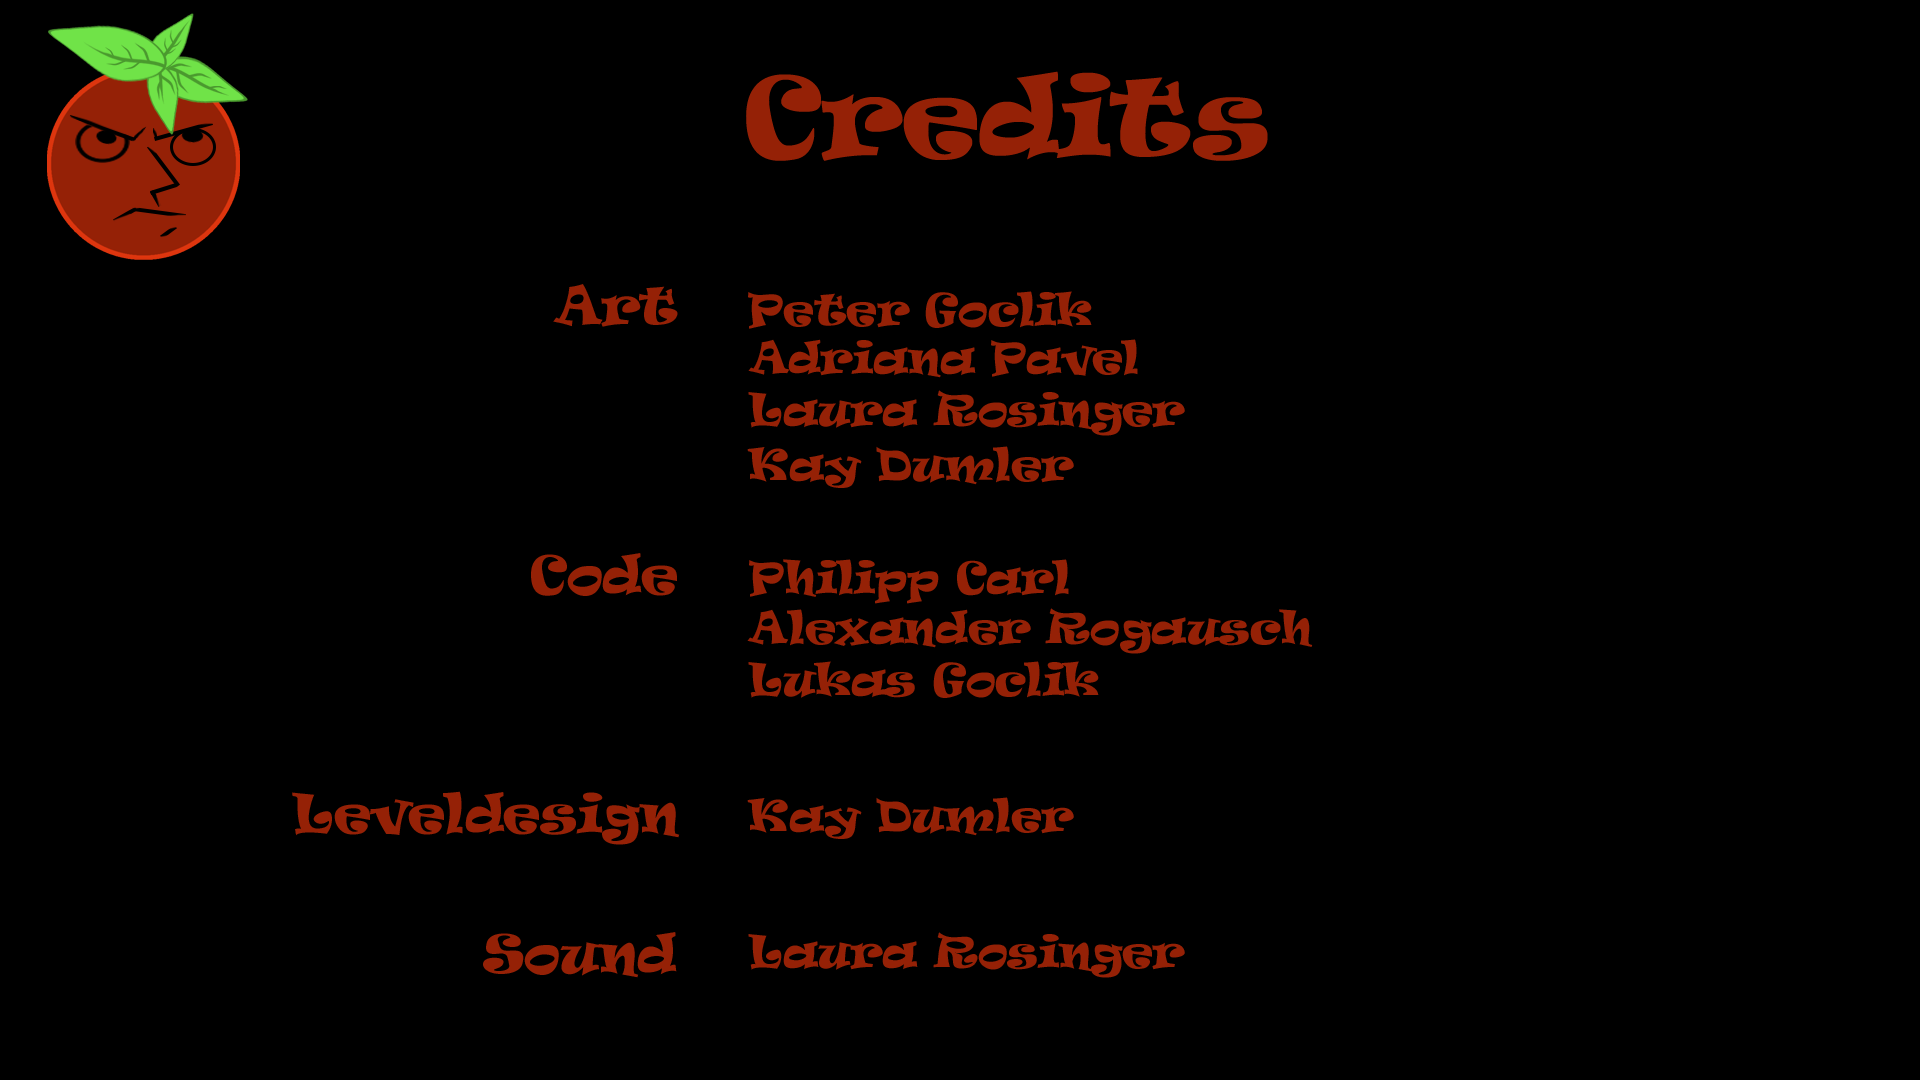 Credits
Art Peter Goclik
Adriana Pavel
Laura Rosinger
Kay Dumler
Code Philipp Carl
Alexander Rogausch
Lukas Goclik
Leveldesign Kay Dumler
Sound Laura Rosinger